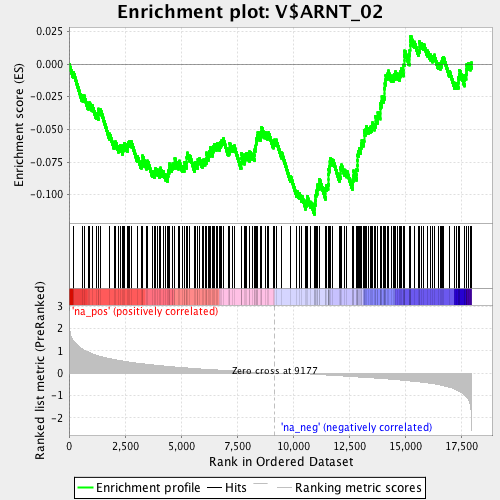 Enrichment plot: V$ARNT_02
Enrichment score (ES)
0.025
0.000
-0.025
-0.050
-0.075
-0.100
'na_pos' (positively correlated)
Ranked list metric (PreRanked)
3
2
1
0
-1
-2
Zero cross at 9177
'na_neg' (negatively correlated)
0
2,500
5,000
7,500
10,000
12,500
15,000
17,500
Rank in Ordered Dataset
Enrichment profile
Hits
Ranking metric scores